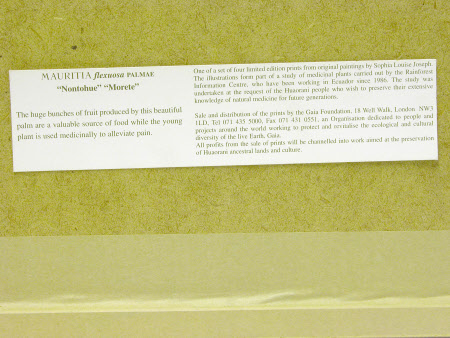 MAURITIA flexuosa PALMAE
"Nontohue" "Morete"
The huge bunches of fruit produced by this beautiful
palm are a valuable source of food while the young
plant is used medicinally to alleviate pain.
One of a set of four limited edition prints from original paintings by Sophia Louise Joseph.
The illustrations form part of a study of medicinal plants carried out by the Rainforest
Information Centre, who have been working in Ecuador since 1986. The study was
undertaken at the request of the Huaorani people who wish to preserve their extensive
knowledge of natural medicine for future generations.
Sale and distribution of the prints by the Gaia Foundation, 18 Well Walk, London. NW3
1LD, Tel 071 435 5000, Fax 071 431 0551, an Organisation dedicated to people and
projects around the world working to protect and revitalise the ecological and cultural
diversity of the live Earth, Gaia.
All profits from the sale of prints will be channelled into work aimed at the preservation
of Huaorani ancestral lands and culture.